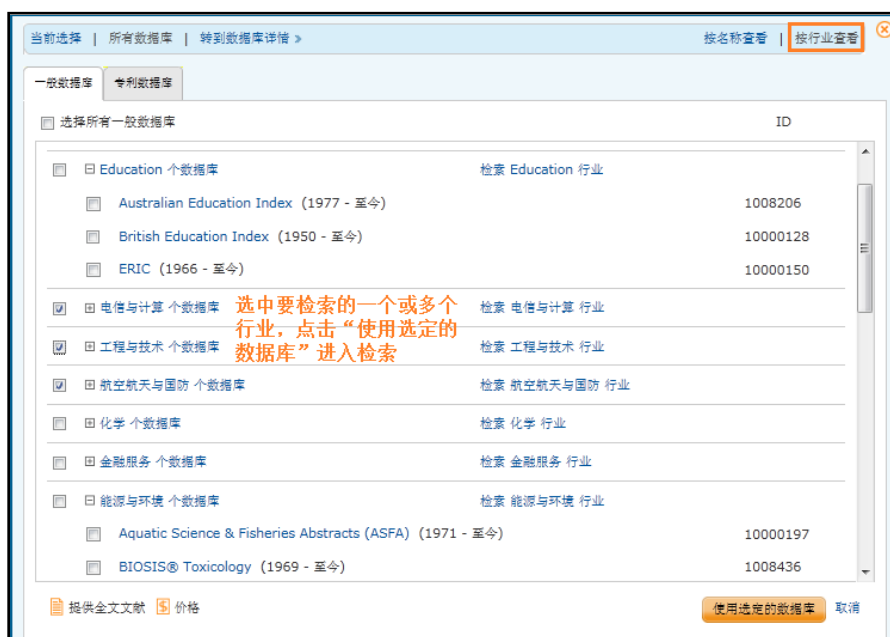 当前选择 | 所有数据库 | 转到数据库详情 » 按名称查看 | 按行业查看
一般数据库 专利数据库
选择所有一般数据库 ID
Education 个数据库 检索 Education 行业
Australian Education Index (1977 - 至今) 1008206
British Education Index (1950 - 至今) 10000128
ERIC (1966 - 至今) 10000150
电信与计算 个数据库 检索 电信与计算 行业
选中要检索的一个或多个
行业，点击“使用选定的
数据库”进入检索
工程与技术 个数据库 检索 工程与技术 行业
航空航天与国防 个数据库 检索 航空航天与国防 行业
化学 个数据库 检索 化学 行业
金融服务 个数据库 检索 金融服务 行业
能源与环境 个数据库 检索 能源与环境 行业
Aquatic Science & Fisheries Abstracts (ASFA) (1971 - 至今) 10000197
BIOSIS® Toxicology (1969 - 至今) 1008436
提供全文文献 $ 价格 使用选定的数据库 取消